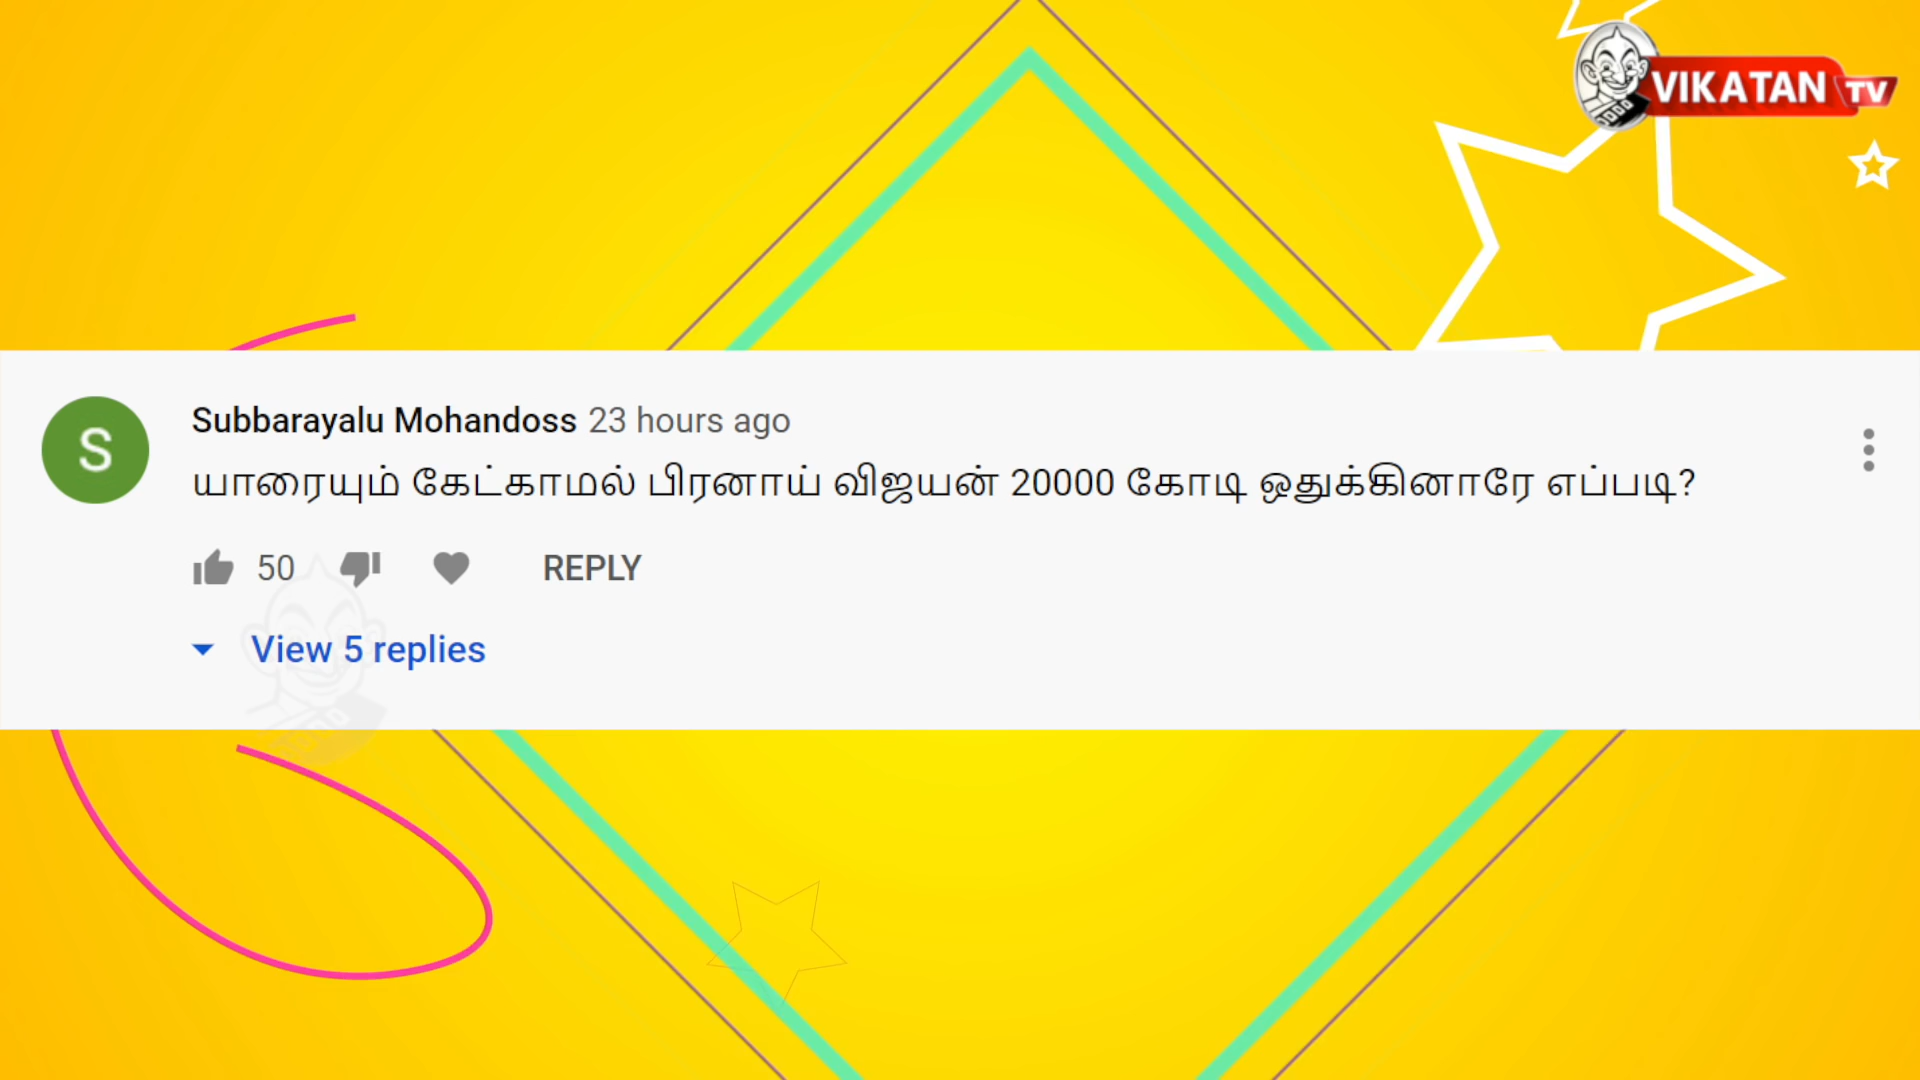 VIKATAN TV
S
Subbarayalu Mohandoss 23 hours ago
யாரையும் கேட்காமல் பிரனாய் விஜயன் 20000 கோடி ஒதுக்கினாரே எப்படி?
50 REPLY
View 5 replies